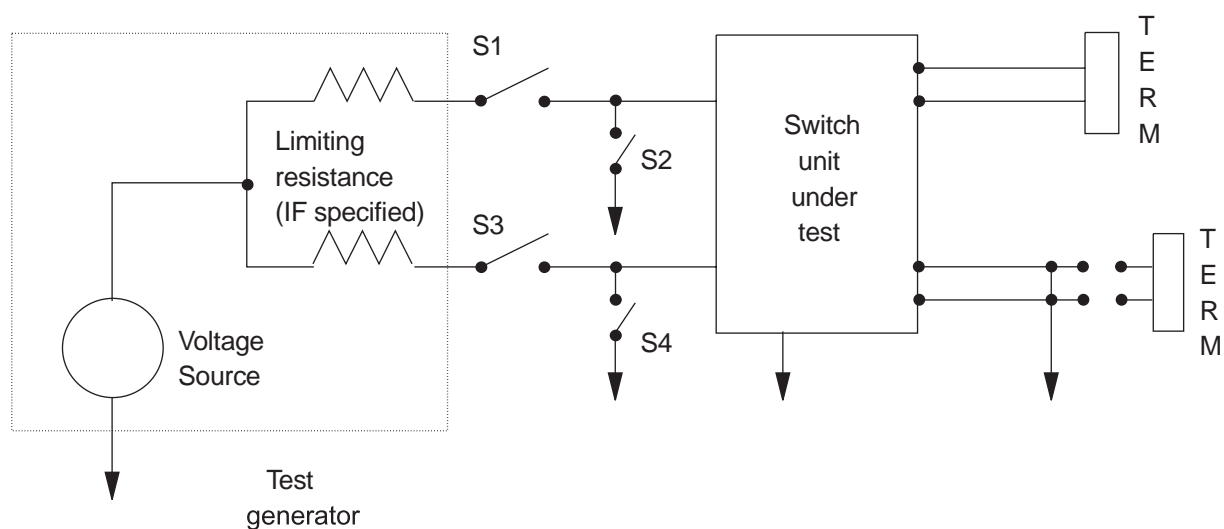 S1
T
E
R
M
Limiting
resistance
(IF specified)
S2
Switch
unit
under
test
S3
T
E
R
M
S4
Voltage
Source
Test
generator